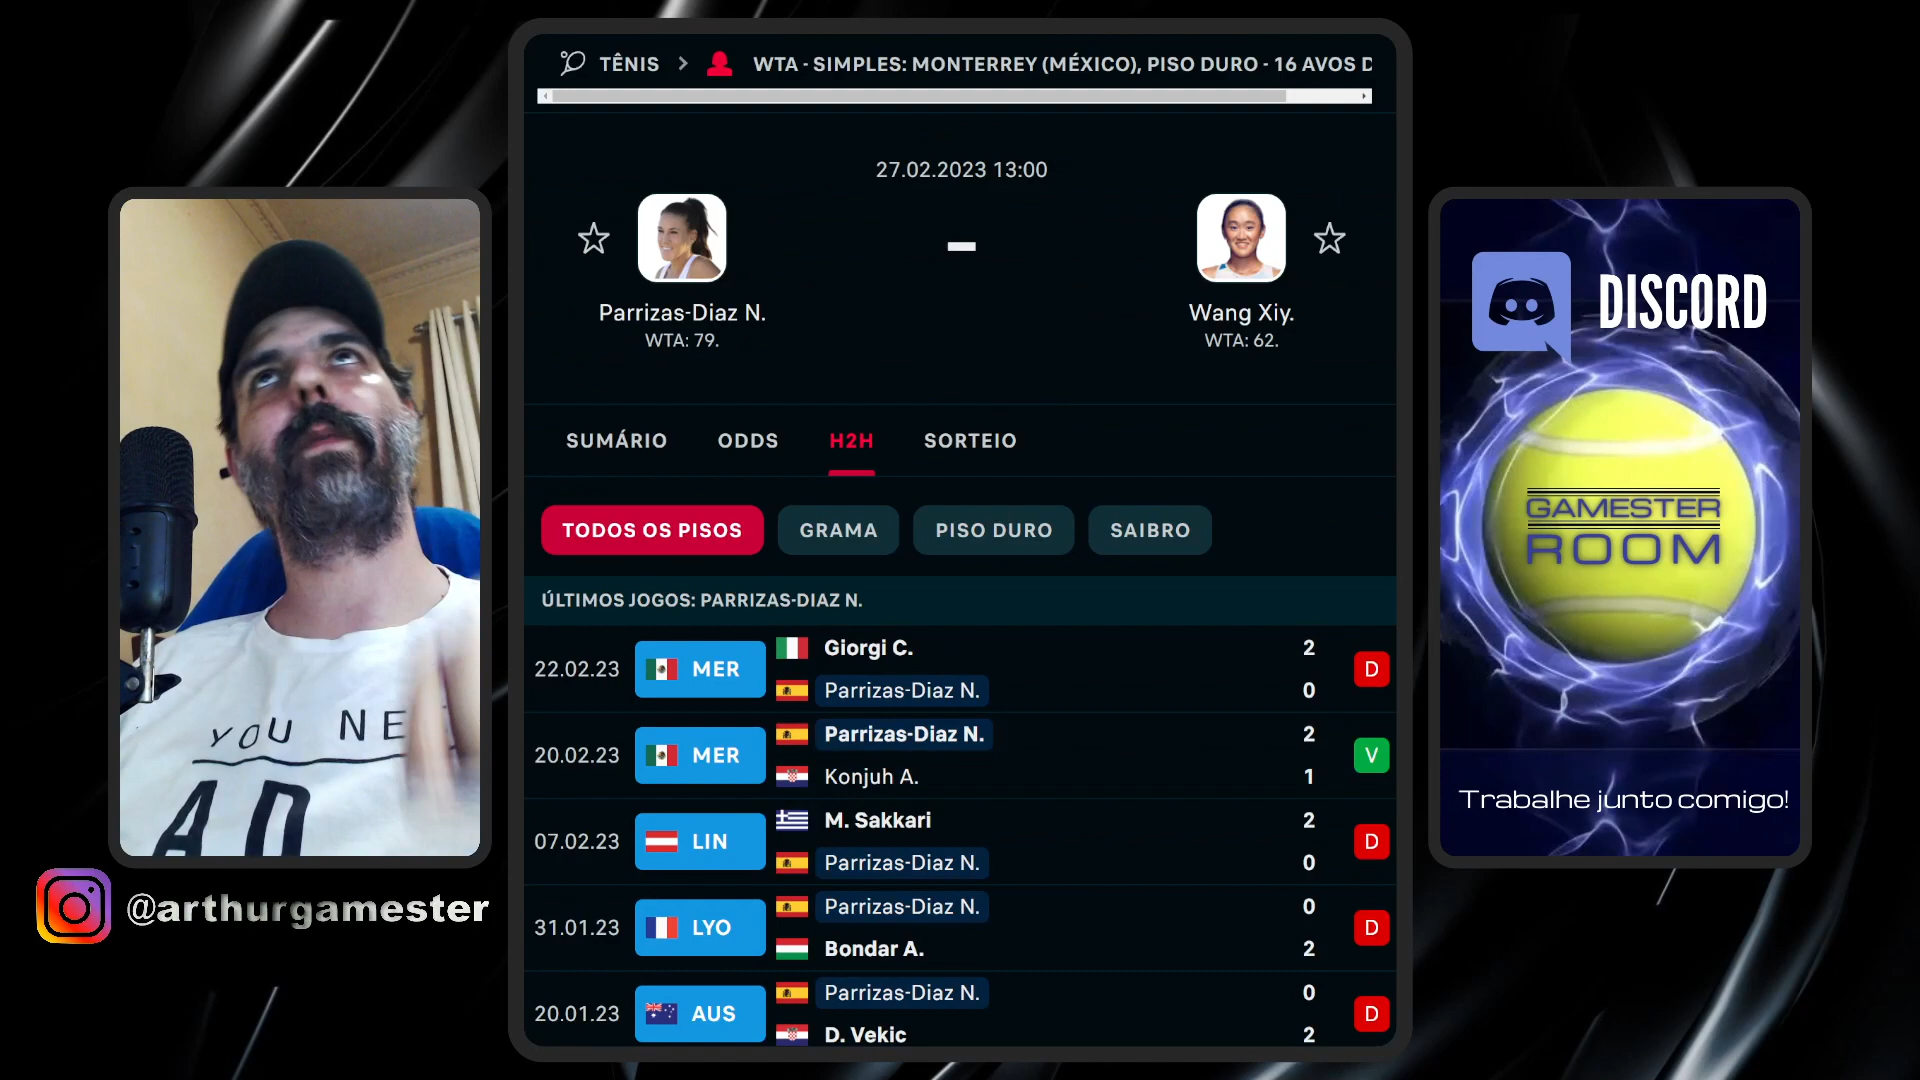 TÊNIS > WTA - SIMPLES: MONTERREY (MÉXICO), PISO DURO - 16 AVOS D
27.02.2023 13:00
-
Parrizas-Diaz N.
WTA: 79.
Wang Xiy.
WTA: 62.
SUMÁRIO ODDS H2H SORTEIO
TODOS OS PISOS GRAMA PISO DURO SAIBRO
ÚLTIMOS JOGOS: PARRIZAS-DIAZ N.
22.02.23 MER Giorgi C. 2 D
Parrizas-Diaz N. 0
20.02.23 MER Parrizas-Diaz N. 2 V
Konjuh A. 1
07.02.23 LIN M. Sakkari 2 D
Parrizas-Diaz N. 0
31.01.23 LYO Parrizas-Diaz N. 0 D
Bondar A. 2
20.01.23 AUS Parrizas-Diaz N. 0 D
D. Vekic 2
YOU NE
@arthurgamester
DISCORD
GAMESTER
ROOM
Trabalhe junto comigo!